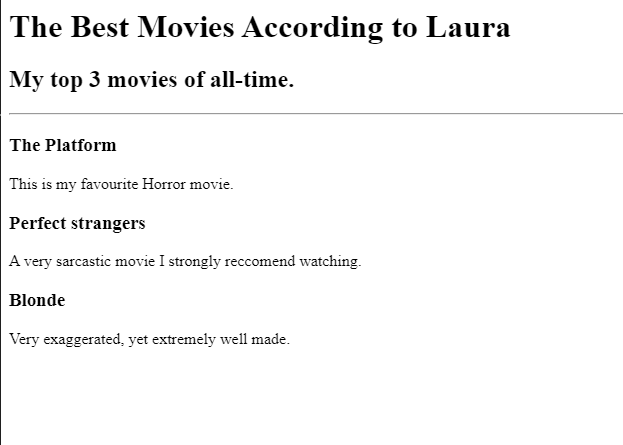 The Best Movies According to Laura
My top 3 movies of all-time.
The Platform
This is my favourite Horror movie.
Perfect strangers
A very sarcastic movie I strongly reccomend watching.
Blonde
Very exaggerated, yet extremely well made.